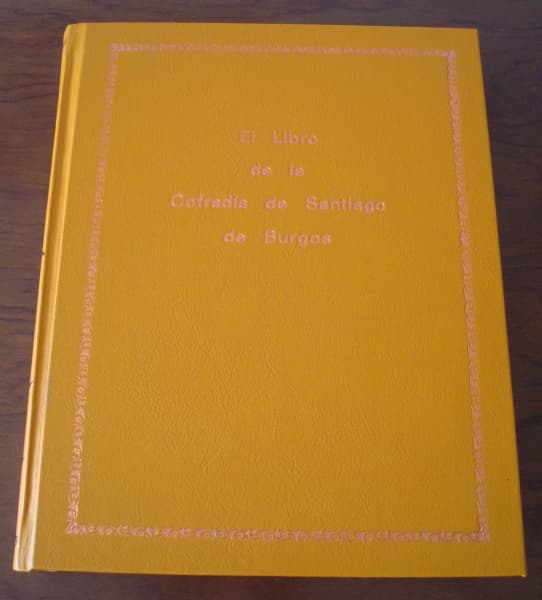 El Libro
de la
Cofradía de Santiago
de Burgos